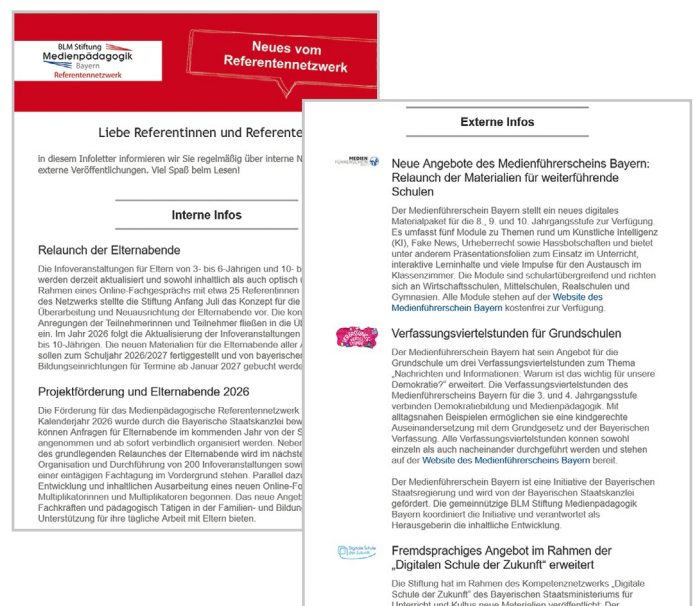 BLM Stiftung
Medienpädagogik
Bayern
Referentennetzwerk
Neues vom
Referentennetzwerk
Liebe Referentinnen und Referente
in diesem Infoletter informieren wir Sie regelmäßig über interne N
externe Veröffentlichungen. Viel Spaß beim Lesen!
Interne Infos
Relaunch der Elternabende
Die Infoveranstaltungen für Eltern von 3- bis 6-Jährigen und 10- b
werden derzeit aktualisiert und sowohl inhaltlich als auch optisch
Rahmen eines Online-Fachgesprächs mit etwa 25 Referentinnen
des Netzwerks stellte die Stiftung Anfang Juli das Konzept für die
Überarbeitung und Neuausrichtung der Elternabende vor. Die kon
Anregungen der Teilnehmerinnen und Teilnehmer fließen in die Ü
ein. Im Jahr 2026 folgt die Aktualisierung der Infoveranstaltungen
bis 10-Jährigen. Die neuen Materialien für die Elternabende aller
sollen zum Schuljahr 2026/2027 fertiggestellt und von bayerischer
Bildungseinrichtungen für Termine ab Januar 2027 gebucht werde
Projektförderung und Elternabende 2026
Die Förderung für das Medienpädagogische Referentennetzwerk
Kalenderjahr 2026 wurde durch die Bayerische Staatskanzlei bew
können Anfragen für Elternabende im kommenden Jahr von der S
angenommen und ab sofort verbindlich organisiert werden. Neber
des grundlegenden Relaunches der Elternabende wird im nächste
Organisation und Durchführung von 200 Infoveranstaltungen sowi
einer eintägigen Fachtagung im Vordergrund stehen. Parallel dazu
Entwicklung und inhaltlichen Ausarbeitung eines neuen Online-Fo
Multiplikatorinnen und Multiplikatoren begonnen. Das neue Angeb
Fachkräften und pädagogisch Tätigen in der Familien- und Bildun
Unterstützung für ihre tägliche Arbeit mit Eltern bieten.
Externe Infos
MEDIEN
FÜHRERSCHEIN
Neue Angebote des Medienführerscheins Bayern:
Relaunch der Materialien für weiterführende
Schulen
Der Medienführerschein Bayern stellt ein neues digitales
Materialpaket für die 8., 9. und 10. Jahrgangsstufe zur Verfügung.
Es umfasst fünf Module zu Themen rund um Künstliche Intelligenz
(KI), Fake News, Urheberrecht sowie Hassbotschaften und bietet
unter anderem Präsentationsfolien zum Einsatz im Unterricht,
interaktive Lerninhalte und viele Impulse für den Austausch im
Klassenzimmer. Die Module sind schulartübergreifend und richten
sich an Wirtschaftsschulen, Mittelschulen, Realschulen und
Gymnasien. Alle Module stehen auf der Website des
Medienführerschein Bayern kostenfrei zur Verfügung.
Verfassungsviertelstunden für Grundschulen
Der Medienführerschein Bayern hat sein Angebot für die
Grundschule um drei Verfassungsviertelstunden zum Thema
„Nachrichten und Informationen: Warum ist das wichtig für unsere
Demokratie?" erweitert. Die Verfassungsviertelstunden des
Medienführerscheins Bayern für die 3. und 4. Jahrgangsstufe
verbinden Demokratiebildung und Medienpädagogik. Mit
alltagsnahen Beispielen ermöglichen sie eine kindgerechte
Auseinandersetzung mit dem Grundgesetz und der Bayerischen
Verfassung. Alle Verfassungsviertelstunden können sowohl
einzeln als auch nacheinander durchgeführt werden und stehen
auf der Website des Medienführerscheins Bayern bereit.
Der Medienführerschein Bayern ist eine Initiative der Bayerischen
Staatsregierung und wird von der Bayerischen Staatskanzlei
gefördert. Die gemeinnützige BLM Stiftung Medienpädagogik
Bayern koordiniert die Initiative und verantwortet als
Herausgeberin die inhaltliche Entwicklung.
Digitale Schule
der Zukunft
Fremdsprachiges Angebot im Rahmen der
„Digitalen Schule der Zukunft" erweitert
Die Stiftung hat im Rahmen des Kompetenznetzwerks „Digitale
Schule der Zukunft" des Bayerischen Staatsministeriums für
Unterricht und Kultus neue Materialien veröffentlicht: Der